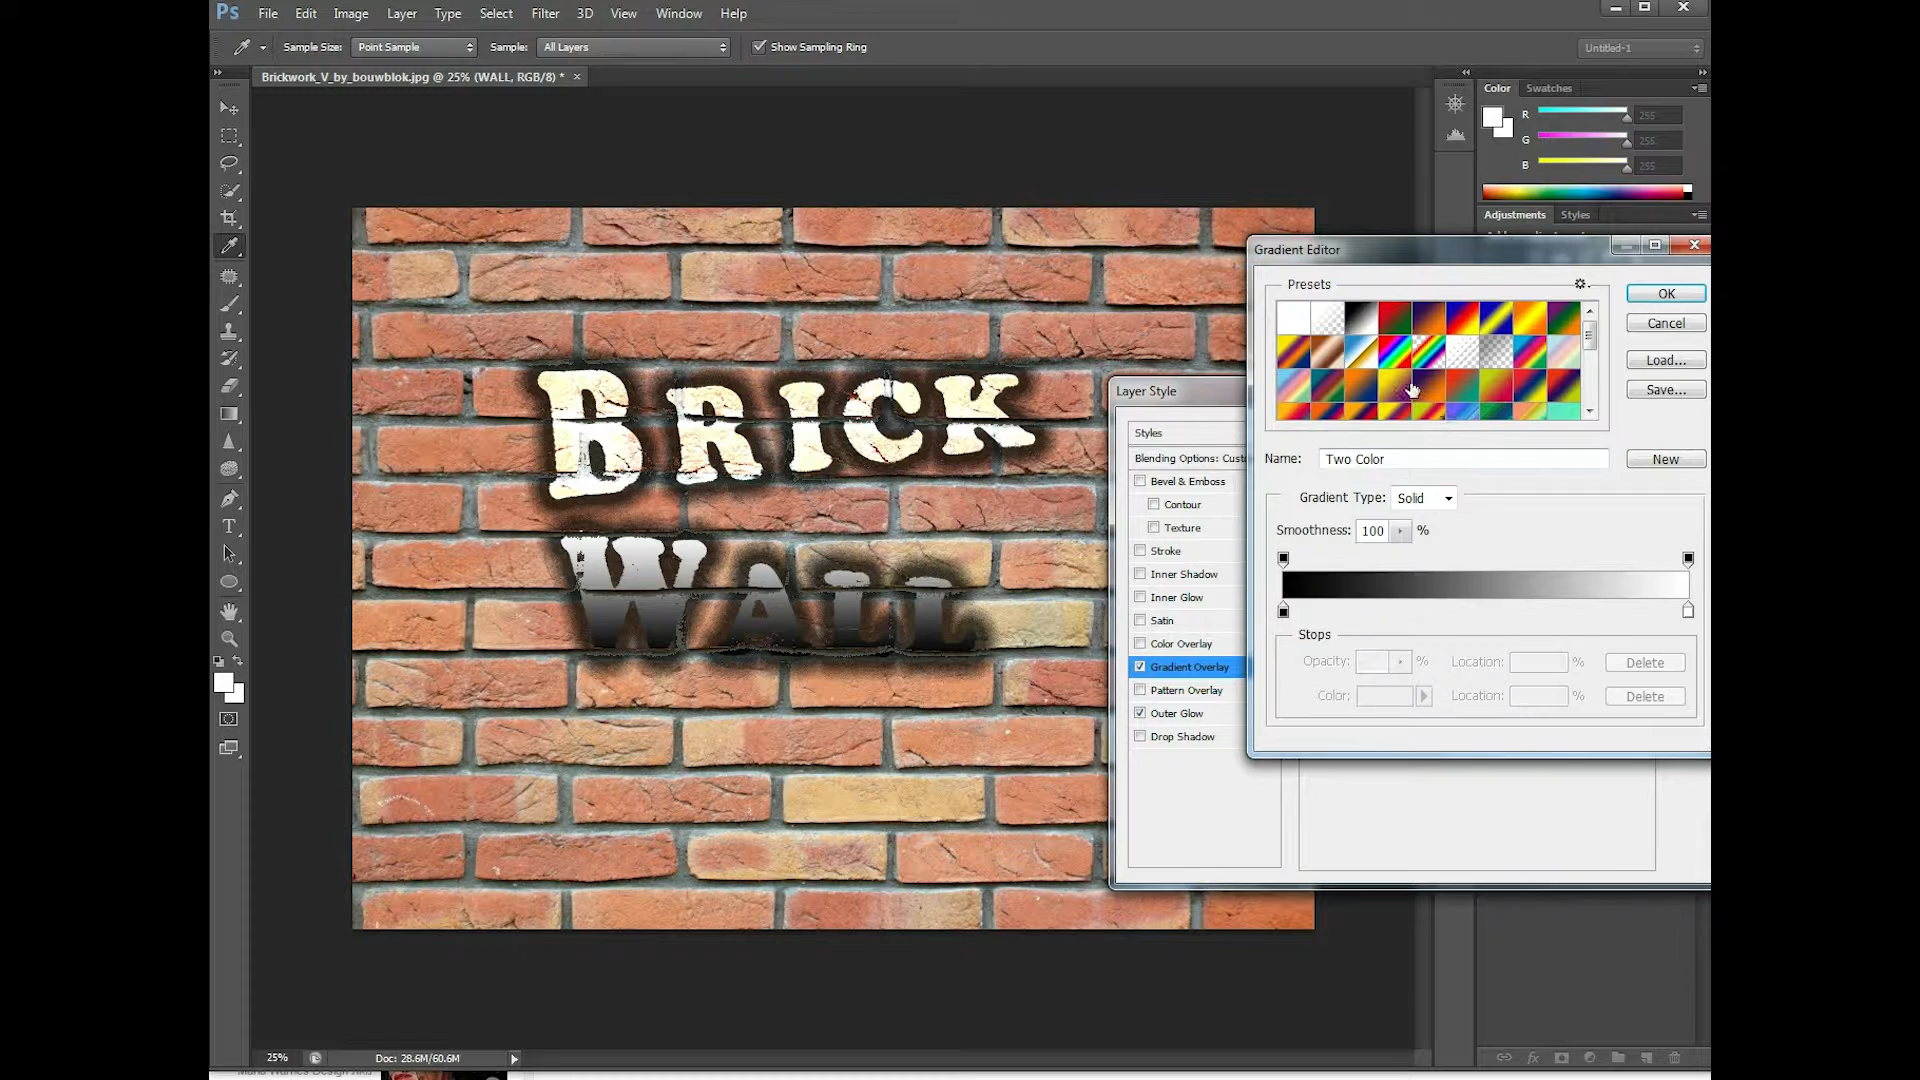 Ps File Edit Image Layer Type Select Filter 3D View Window Help
Sample Size: Point Sample Sample: All Layers Show Sampling Ring Untitled-1
Brickwork_V_by_bouwblok.jpg @ 25% (WALL, RGB/8) * ×
Color Swatches
R 255
G 255
B 255
Adjustments Styles
BRICK
WALL
Layer Style
Styles
Blending Options: Custo
Bevel & Emboss
Contour
Texture
Stroke
Inner Shadow
Inner Glow
Satin
Color Overlay
Gradient Overlay
Pattern Overlay
Outer Glow
Drop Shadow
Gradient Editor
Presets
OK
Cancel
Load...
Save...
Name: Two Color New
Gradient Type: Solid
Smoothness: 100 %
Stops
Opacity: % Location: % Delete
Color: Location: % Delete
25% Doc: 28.6M/60.6M